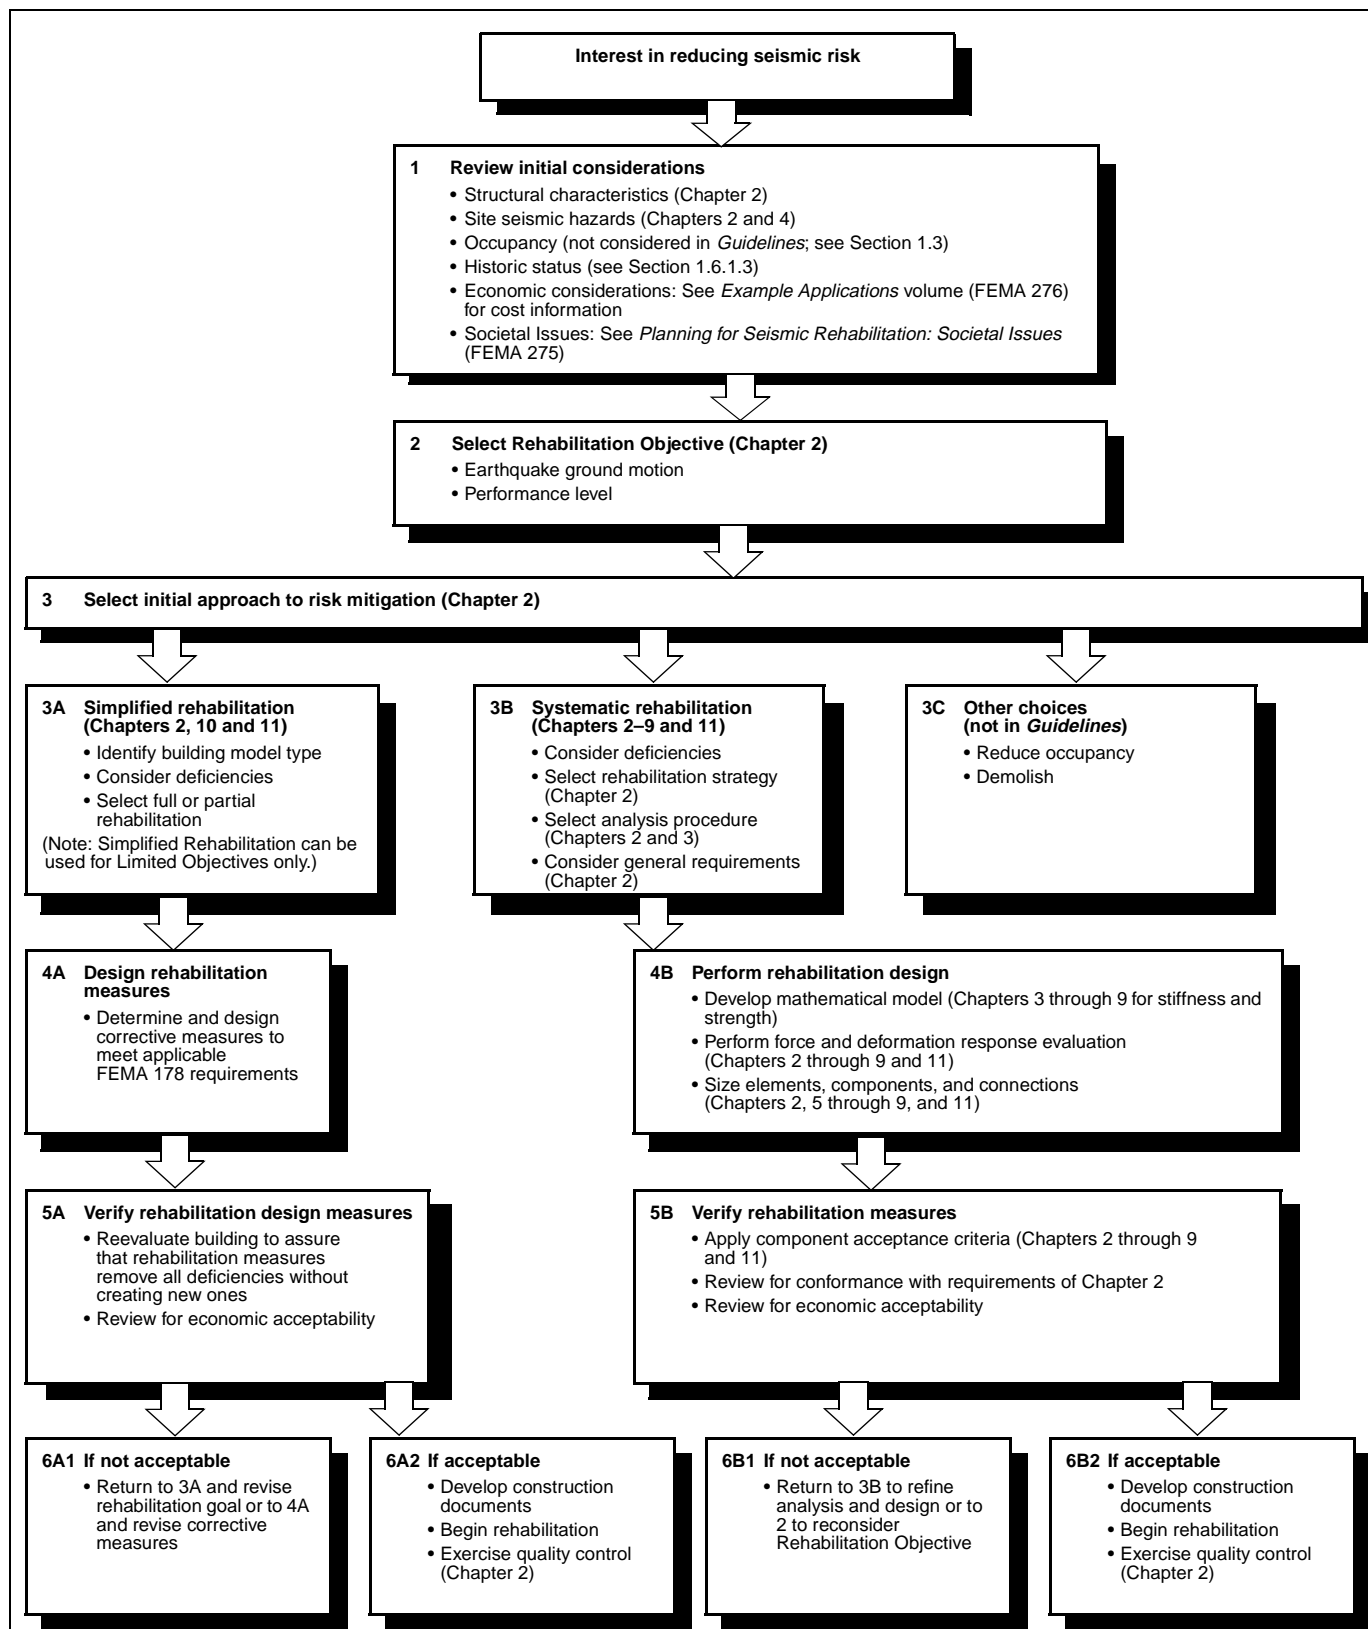 Interest in reducing seismic risk
1 Review initial considerations
• Structural characteristics (Chapter 2)
• Site seismic hazards (Chapters 2 and 4)
• Occupancy (not considered in Guidelines; see Section 1.3)
• Historic status (see Section 1.6.1.3)
• Economic considerations: See Example Applications volume (FEMA 276)
for cost information
• Societal Issues: See Planning for Seismic Rehabilitation: Societal Issues
(FEMA 275)
2 Select Rehabilitation Objective (Chapter 2)
• Earthquake ground motion
• Performance level
3 Select initial approach to risk mitigation (Chapter 2)
3A Simplified rehabilitation
(Chapters 2, 10 and 11)
• Identify building model type
• Consider deficiencies
• Select full or partial
rehabilitation
(Note: Simplified Rehabilitation can be
used for Limited Objectives only.)
3B Systematic rehabilitation
(Chapters 2–9 and 11)
• Consider deficiencies
• Select rehabilitation strategy
(Chapter 2)
• Select analysis procedure
(Chapters 2 and 3)
• Consider general requirements
(Chapter 2)
3C Other choices
(not in Guidelines)
• Reduce occupancy
• Demolish
4A Design rehabilitation
measures
• Determine and design
corrective measures to
meet applicable
FEMA 178 requirements
4B Perform rehabilitation design
• Develop mathematical model (Chapters 3 through 9 for stiffness and
strength)
• Perform force and deformation response evaluation
(Chapters 2 through 9 and 11)
• Size elements, components, and connections
(Chapters 2, 5 through 9, and 11)
5A Verify rehabilitation design measures
• Reevaluate building to assure
that rehabilitation measures
remove all deficiencies without
creating new ones
• Review for economic acceptability
5B Verify rehabilitation measures
• Apply component acceptance criteria (Chapters 2 through 9
and 11)
• Review for conformance with requirements of Chapter 2
• Review for economic acceptability
6A1 If not acceptable
• Return to 3A and revise
rehabilitation goal or to 4A
and revise corrective
measures
6A2 If acceptable
• Develop construction
documents
• Begin rehabilitation
• Exercise quality control
(Chapter 2)
6B1 If not acceptable
• Return to 3B to refine
analysis and design or to
2 to reconsider
Rehabilitation Objective
6B2 If acceptable
• Develop construction
documents
• Begin rehabilitation
• Exercise quality control
(Chapter 2)